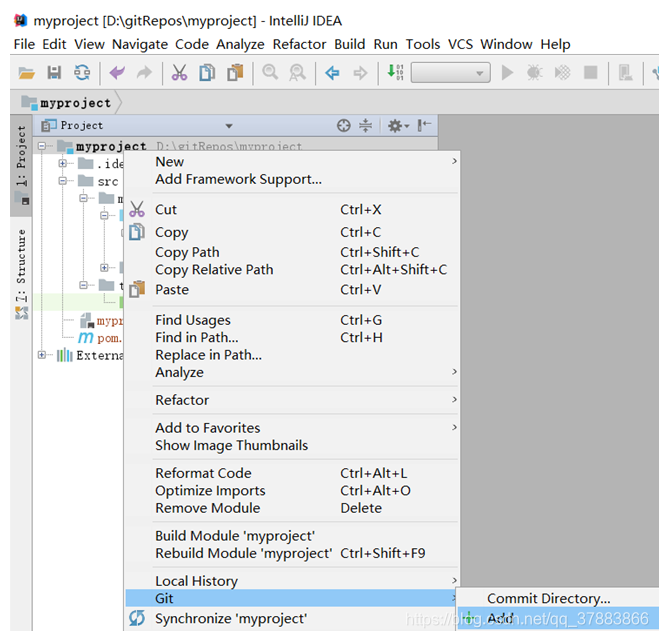 myproject [D:\gitRepos\myproject] - IntelliJ IDEA
File Edit View Navigate Code Analyze Refactor Build Run Tools VCS Window Help
myproject
Project
1: Project
7: Structure
myproject D:\gitRepos\myproject
.ide
src
m
t
mypr
pom.
Externa
New
Add Framework Support...
Cut Ctrl+X
Copy Ctrl+C
Copy Path Ctrl+Shift+C
Copy Relative Path Ctrl+Alt+Shift+C
Paste Ctrl+V
Find Usages Ctrl+G
Find in Path... Ctrl+H
Replace in Path...
Analyze
Refactor
Add to Favorites
Show Image Thumbnails
Reformat Code Ctrl+Alt+L
Optimize Imports Ctrl+Alt+O
Remove Module Delete
Build Module 'myproject'
Rebuild Module 'myproject' Ctrl+Shift+F9
Local History
Git
Synchronize 'myproject'
Commit Directory...
Add
https://blog.csdn.net/qq_37883866